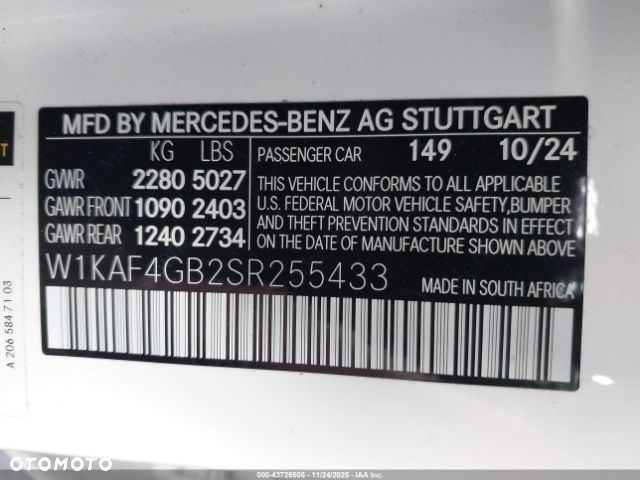 MFD BY MERCEDES-BENZ AG STUTTGART
KG LBS
GVWR 2280 5027
GAWR FRONT 1090 2403
GAWR REAR 1240 2734
PASSENGER CAR 149 10/24
THIS VEHICLE CONFORMS TO ALL APPLICABLE
U.S. FEDERAL MOTOR VEHICLE SAFETY,BUMPER
AND THEFT PREVENTION STANDARDS IN EFFECT
ON THE DATE OF MANUFACTURE SHOWN ABOVE.
W1KAF4GB2SR255433
MADE IN SOUTH AFRICA
A 206 584 71 03
OTOMOTO
000-43726505 - 11/24/2025 - IAA Inc.